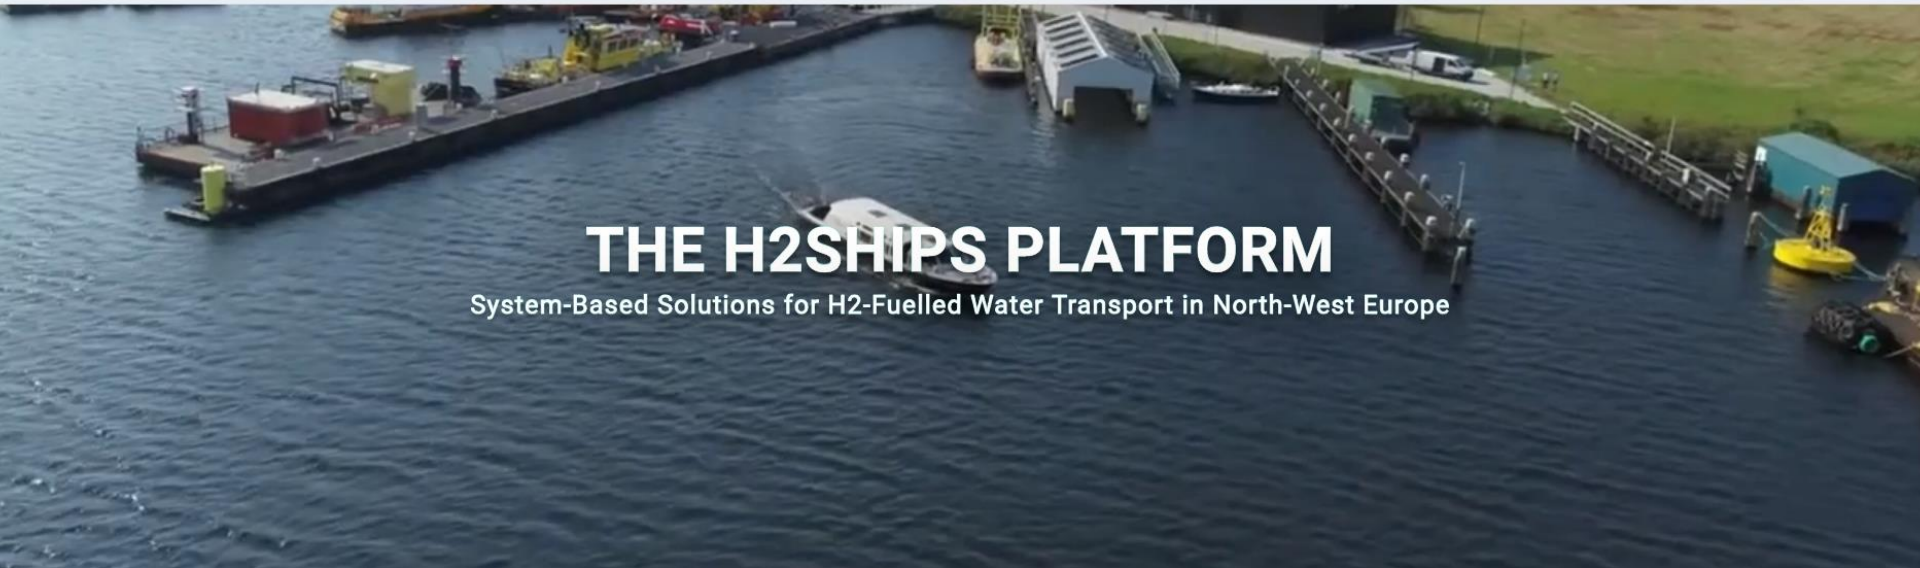 THE H2SHIPS PLATFORM
System-Based Solutions for H2-Fuelled Water Transport in North-West Europe